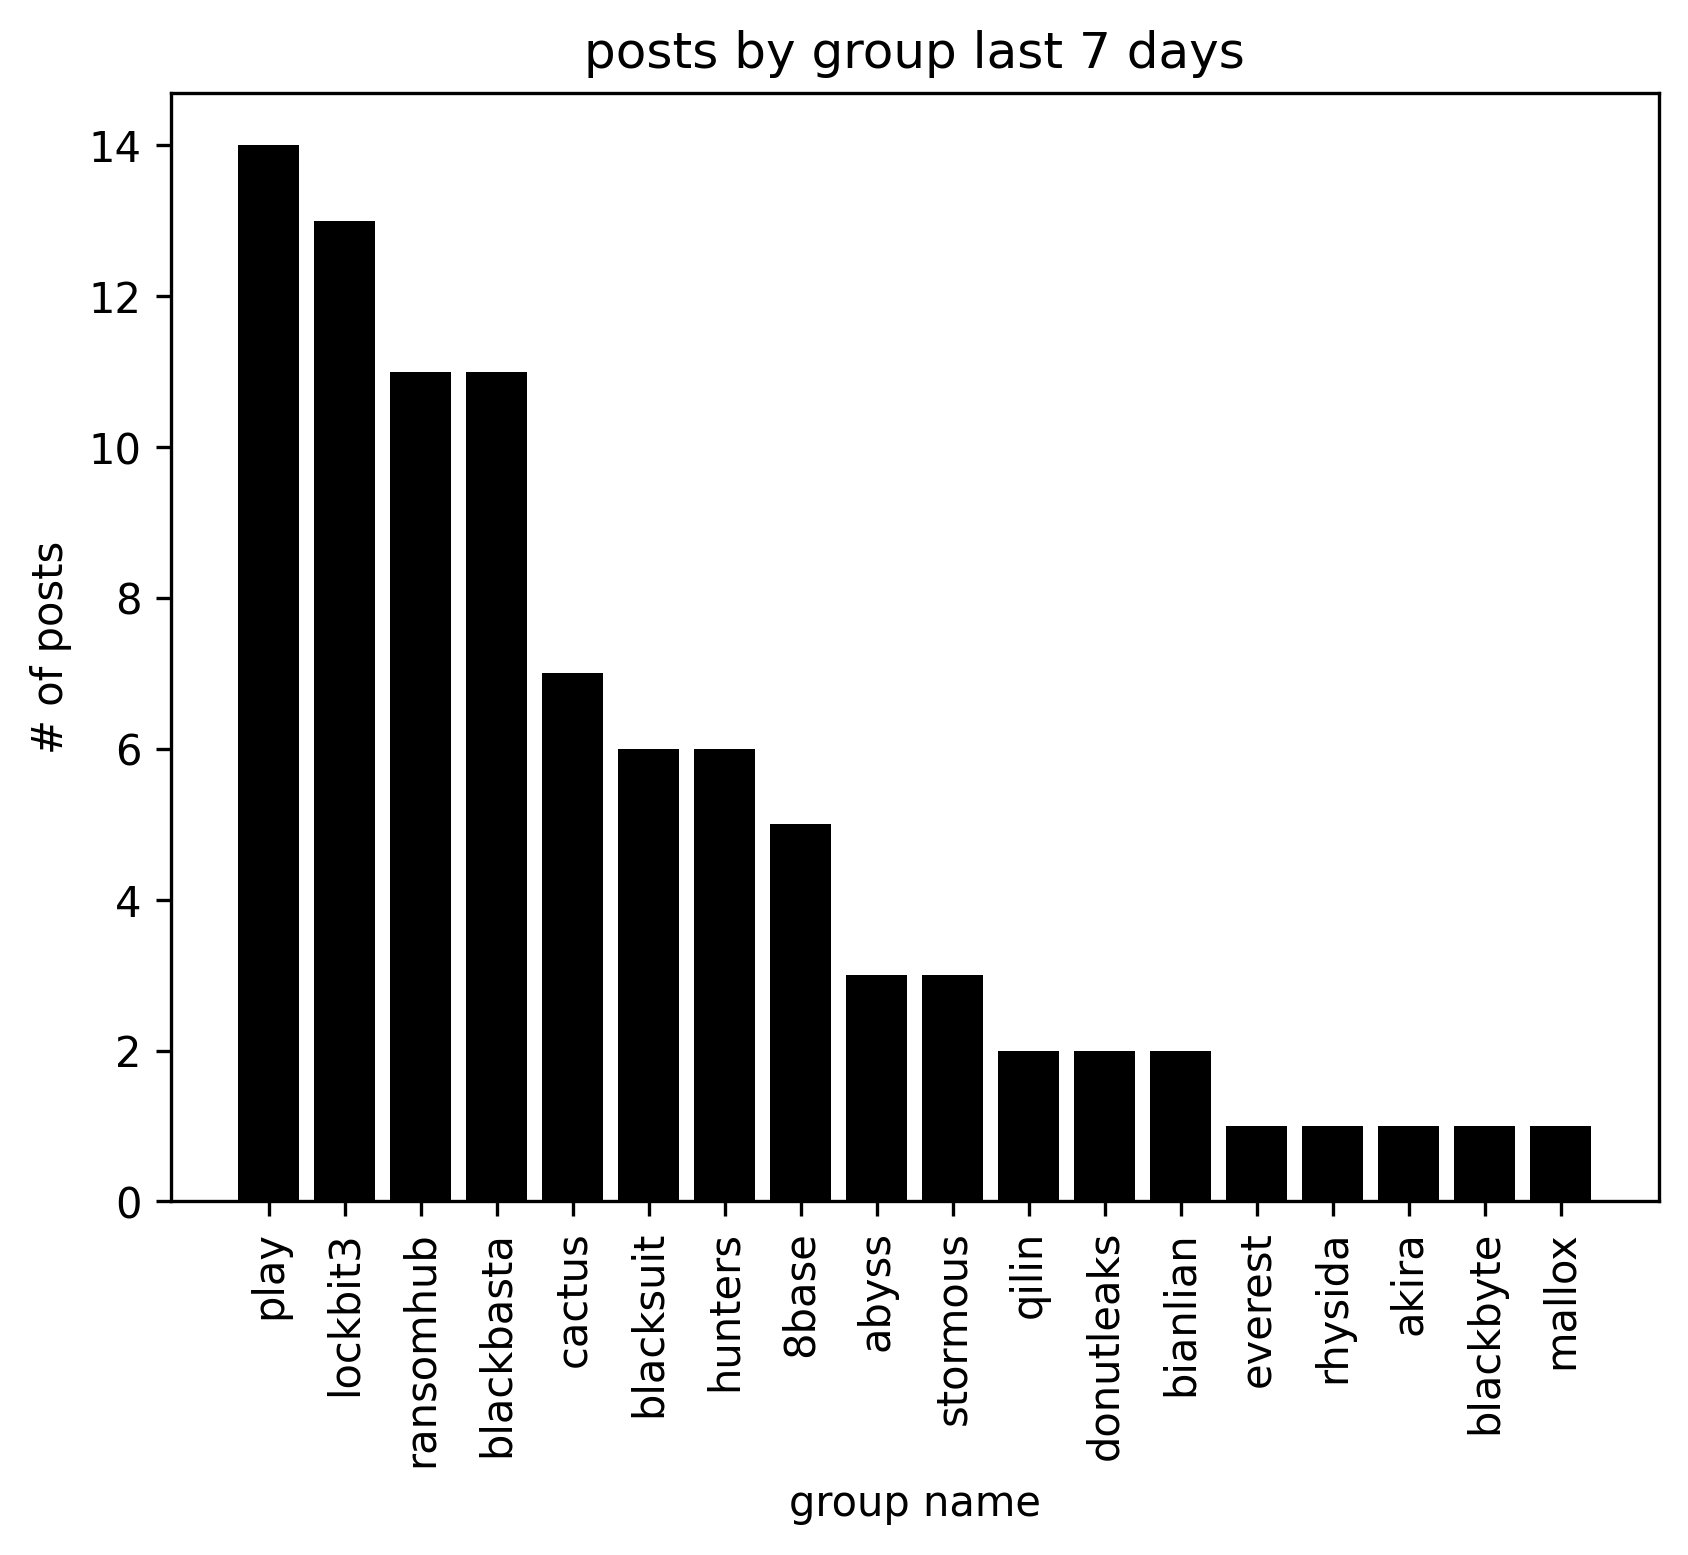 posts by group last 7 days
14
12
10
8
6
4
2
0
# of posts
play
lockbit3
ransomhub
blackbasta
cactus
blacksuit
hunters
8base
abyss
stormous
qilin
donutleaks
bianlian
everest
rhysida
akira
blackbyte
mallox
group name